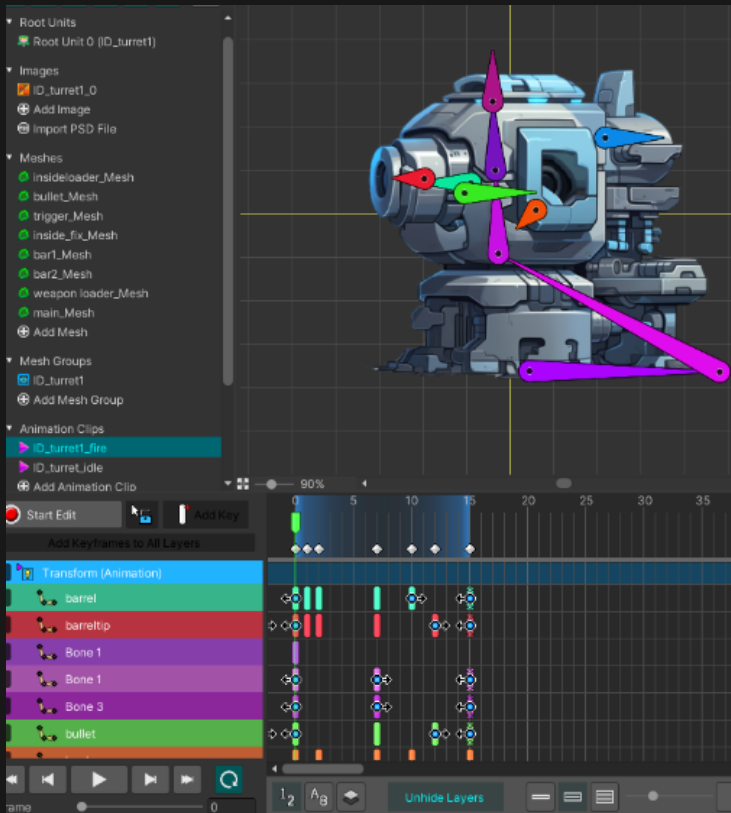 Root Units
Root Unit 0 (ID_turret1)
Images
ID_turret1_0
Add Image
Import PSD File
Meshes
insideloader_Mesh
bullet_Mesh
trigger_Mesh
inside_fix_Mesh
bar1_Mesh
bar2_Mesh
weapon loader_Mesh
main_Mesh
Add Mesh
Mesh Groups
ID_turret1
Add Mesh Group
Animation Clips
ID_turret1_fire
ID_turret_idle
Add Animation Clip
90%
Start Edit
Add Key
0 5 10 15 20 25 30 35
Add Keyframes to All Layers
Transform (Animation)
barrel
barreltip
Bone 1
Bone 1
Bone 3
bullet
1 2
A B
Unhide Layers
0